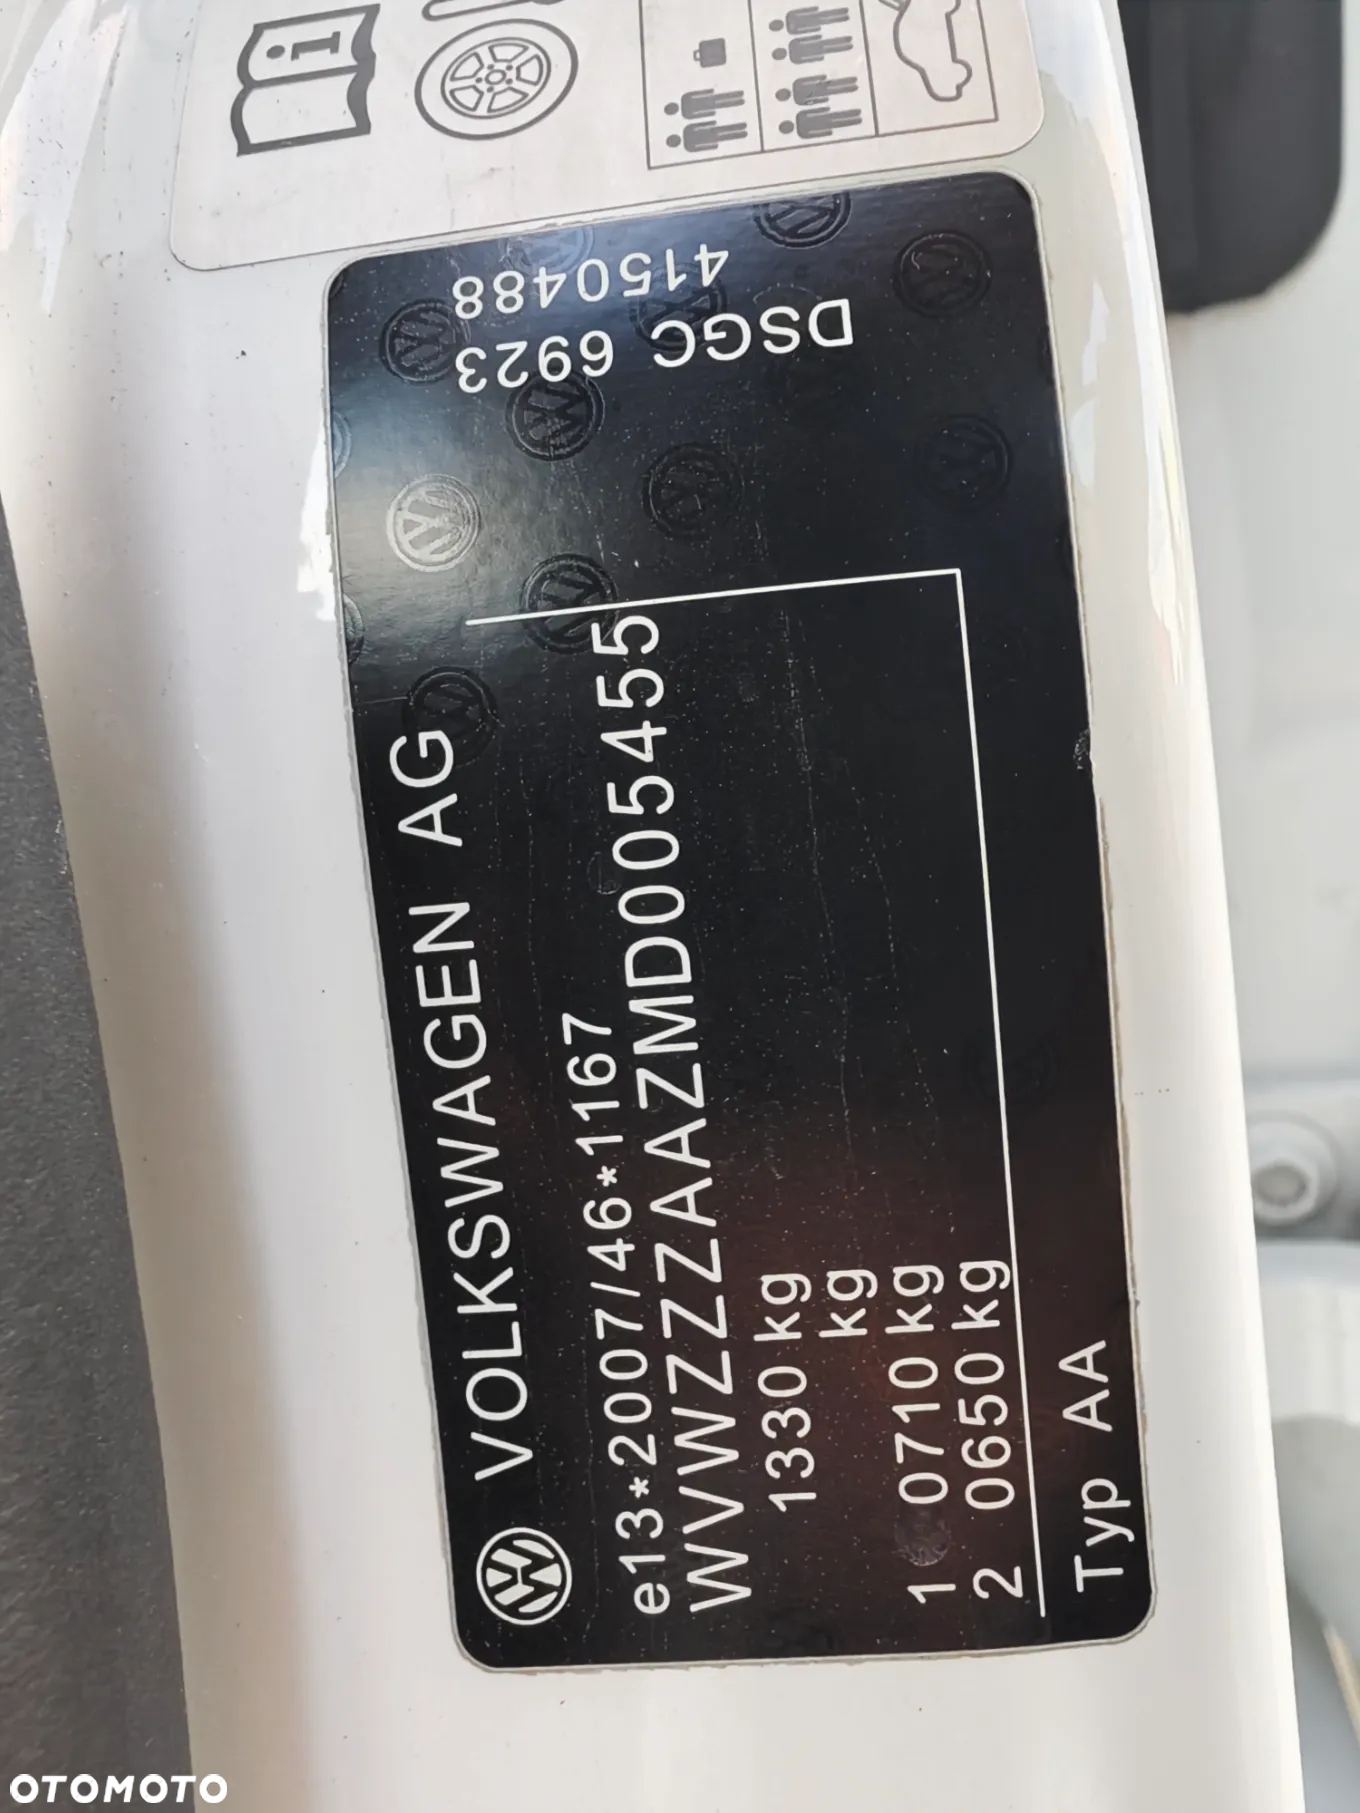 VOLKSWAGEN AG
e13*2007/46*1167
WVWZZZAAZMD005455
1330 kg
kg
1 0710 kg
2 0650 kg
Typ AA
DSGC 6923
4150488
OTOMOTO